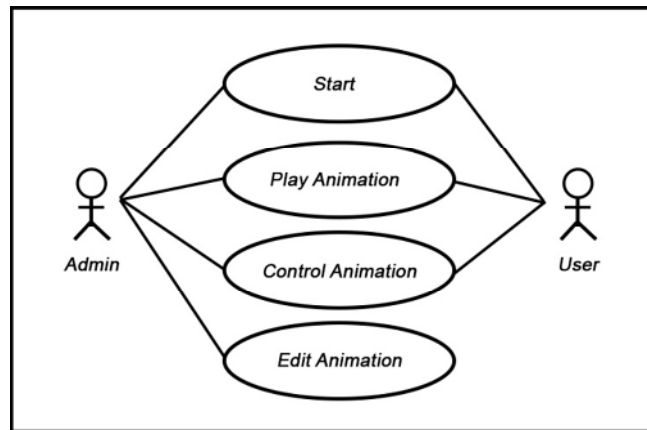 Start
Play Animation
Admin
User
Control Animation
Edit Animation